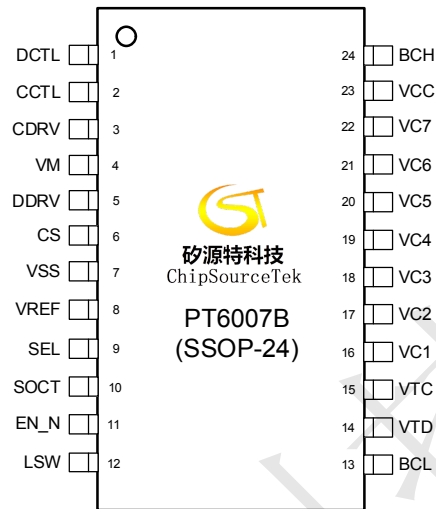 DCTL 1 24 BCH
CCTL 2 23 VCC
CDRV 3 22 VC7
VM 4 21 VC6
DDRV 5 20 VC5
CS 6 19 VC4
VSS 7 18 VC3
VREF 8 17 VC2
SEL 9 16 VC1
SOCT 10 15 VTC
EN_N 11 14 VTD
LSW 12 13 BCL
矽源特科技
ChipSourceTek
PT6007B
(SSOP-24)